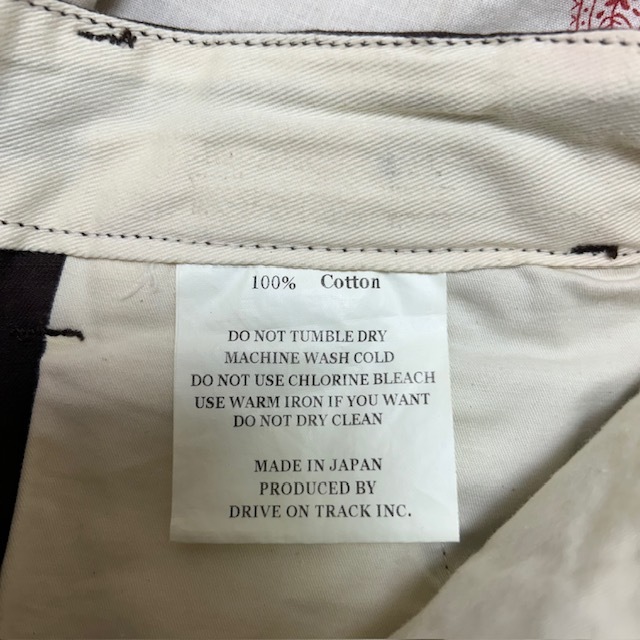 100% Cotton
DO NOT TUMBLE DRY
MACHINE WASH COLD
DO NOT USE CHLORINE BLEACH
USE WARM IRON IF YOU WANT
DO NOT DRY CLEAN
MADE IN JAPAN
PRODUCED BY
DRIVE ON TRACK INC.